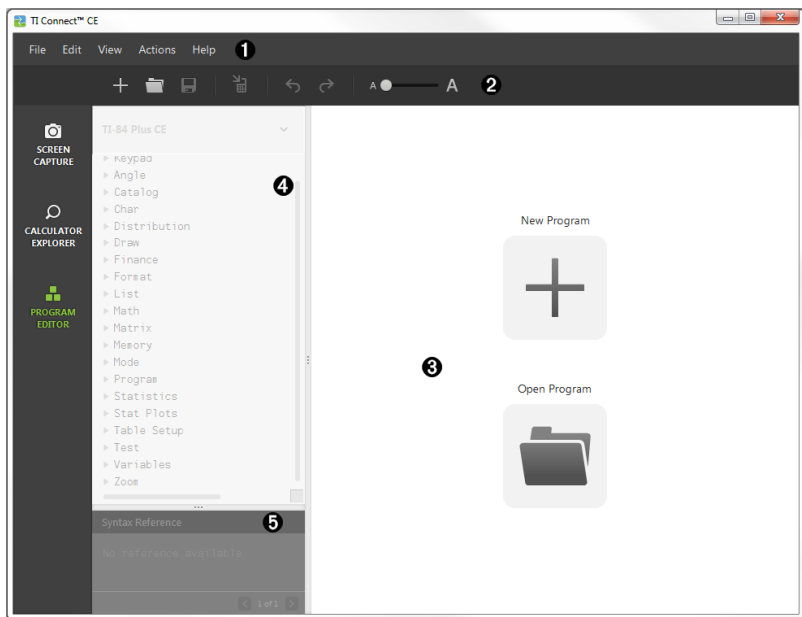 TI Connect™ CE
File Edit View Actions Help 1
A A 2
SCREEN
CAPTURE
CALCULATOR
EXPLORER
PROGRAM
EDITOR
TI-84 Plus CE
Keypad
4
Angle
Catalog
Char
Distribution
Draw
Finance
Format
List
Math
Matrix
Memory
Mode
Program
Statistics
Stat Plots
Table Setup
Test
Variables
Zoom
Syntax Reference 5
No reference available
1 of 1
New Program
3
Open Program